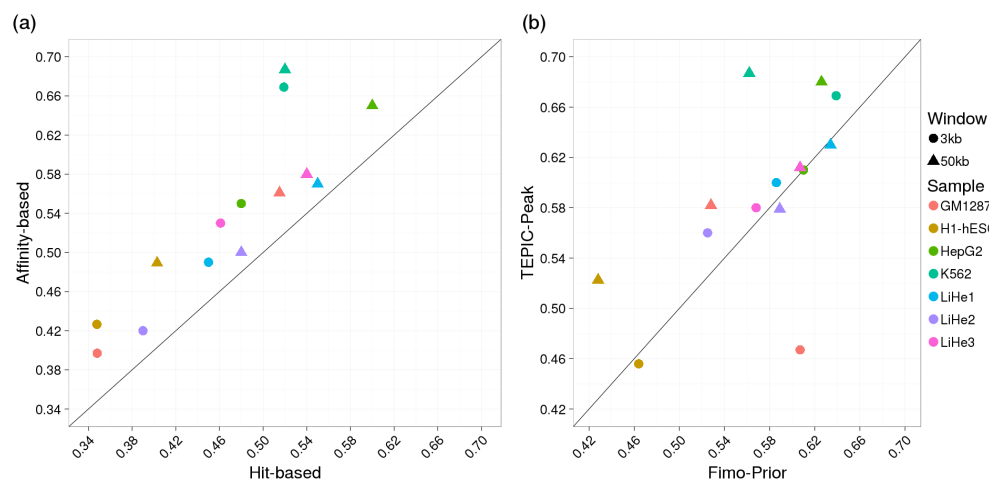 (a)
0.70
0.66
0.62
0.58
0.54
0.50
0.46
0.42
0.38
0.34
Affinity-based
0.34 0.38 0.42 0.46 0.50 0.54 0.58 0.62 0.66 0.70
Hit-based
(b)
0.70
0.66
0.62
0.58
0.54
0.50
0.46
0.42
TEPIC-Peak
0.42 0.46 0.50 0.54 0.58 0.62 0.66 0.70
Fimo-Prior
Window
3kb
50kb
Sample
GM1287
H1-hES
HepG2
K562
LiHe1
LiHe2
LiHe3